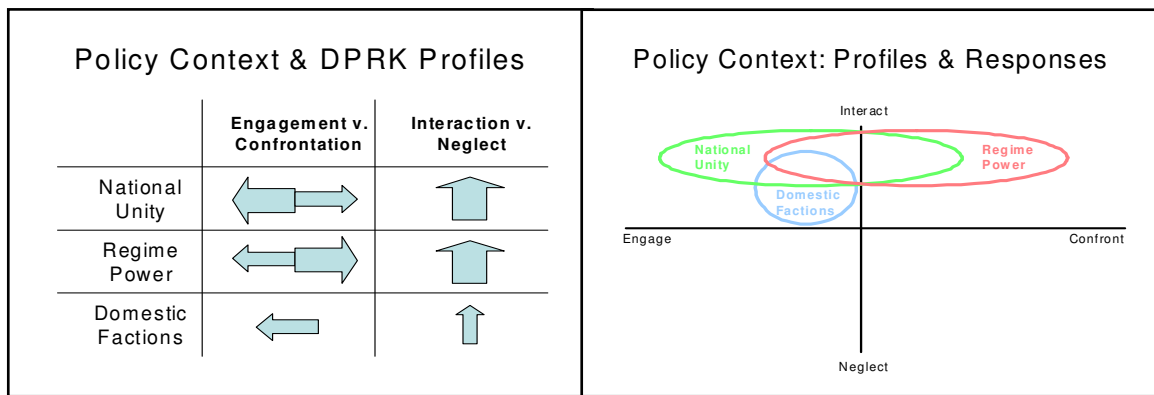 Policy Context & DPRK Profiles
Engagement v.
Confrontation
Interaction v.
Neglect
National
Unity
Regime
Power
Domestic
Factions
Policy Context: Profiles & Responses
Interact
National
Unity
Regime
Power
Domestic
Factions
Engage
Confront
Neglect